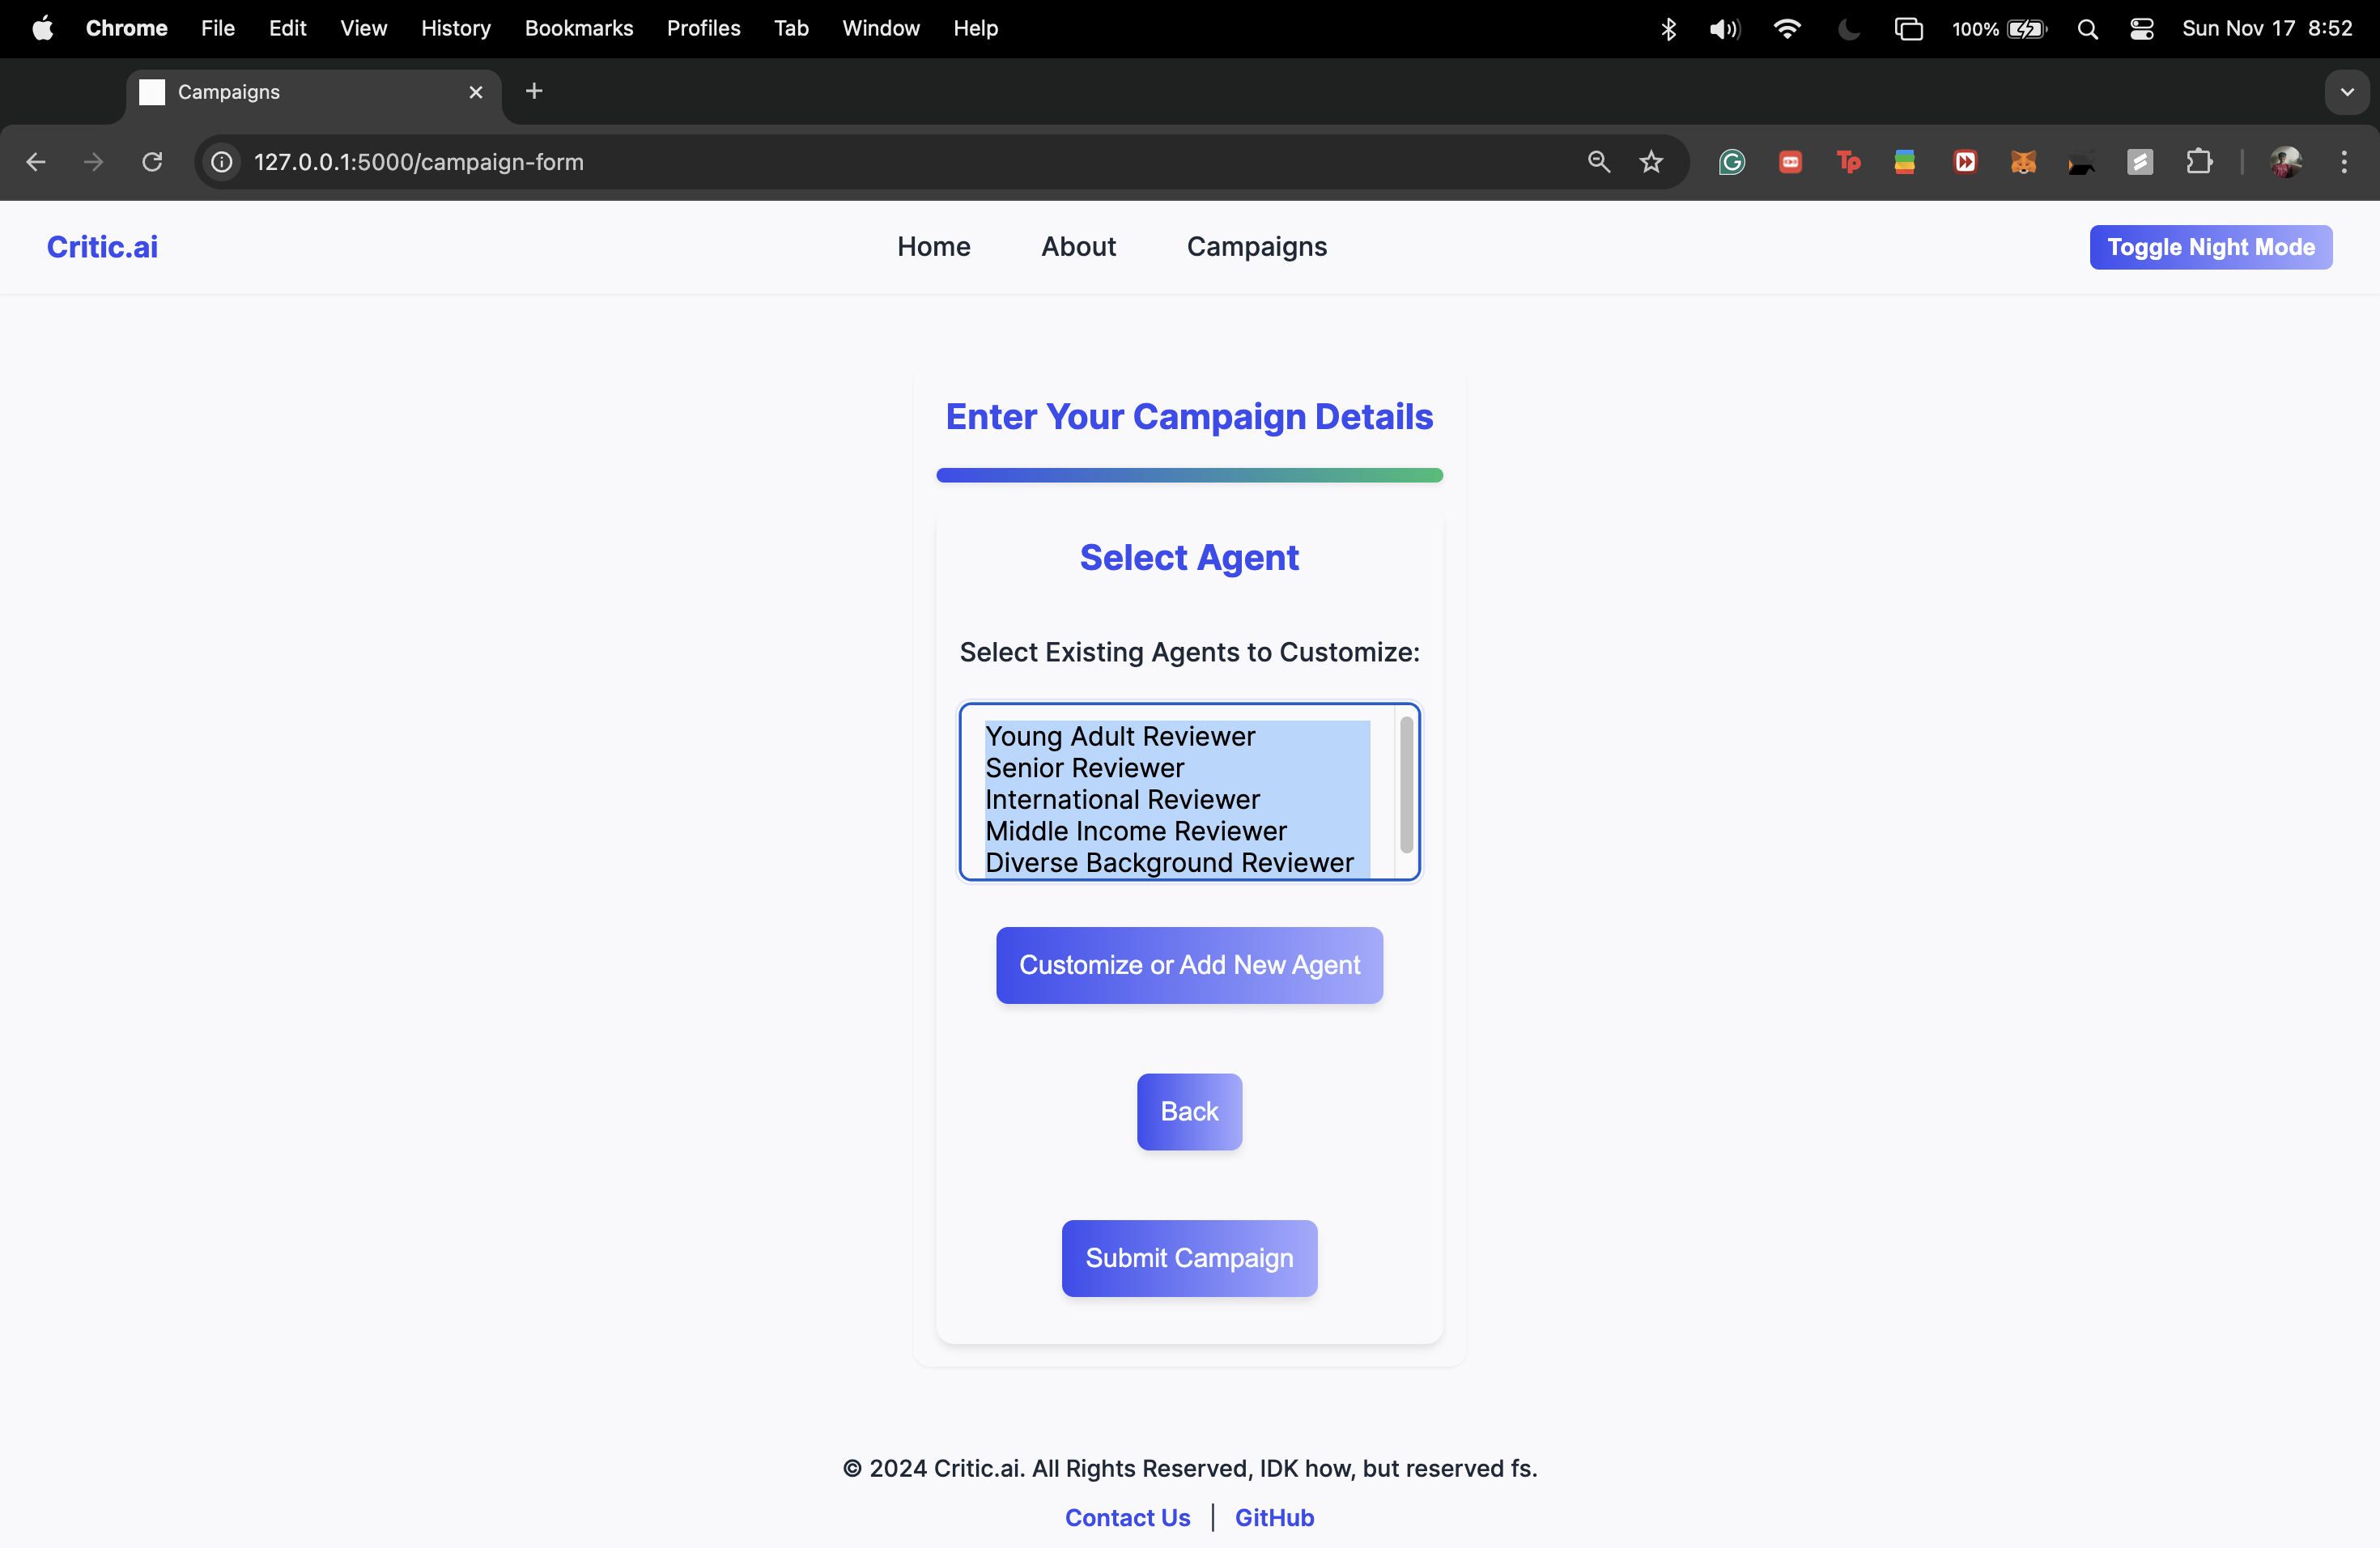 Chrome File Edit View History Bookmarks Profiles Tab Window Help 100% Sun Nov 17 8:52
Campaigns
127.0.0.1:5000/campaign-form
Critic.ai Home About Campaigns Toggle Night Mode
Enter Your Campaign Details
Select Agent
Select Existing Agents to Customize:
Young Adult Reviewer
Senior Reviewer
International Reviewer
Middle Income Reviewer
Diverse Background Reviewer
Customize or Add New Agent
Back
Submit Campaign
© 2024 Critic.ai. All Rights Reserved, IDK how, but reserved fs.
Contact Us | GitHub